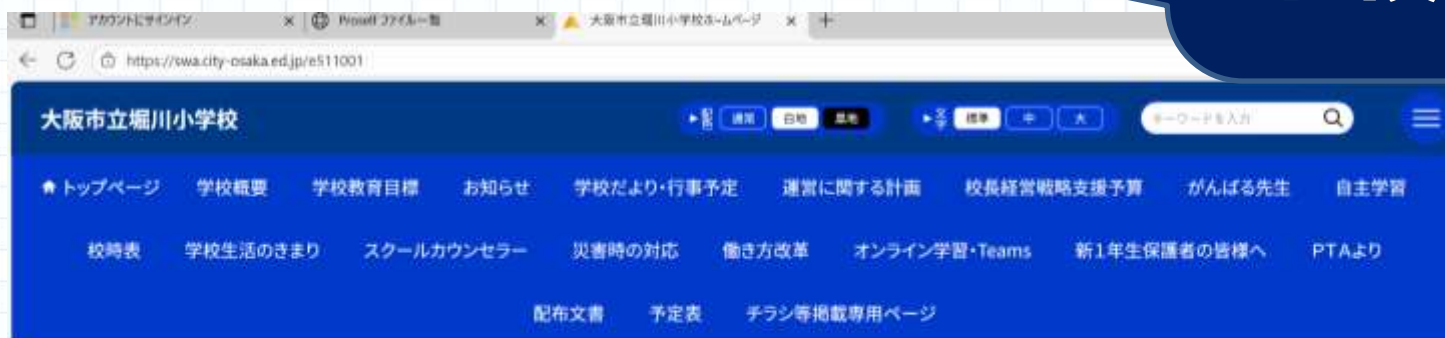 アカウントにサインイン
Proself ファイル一覧
大阪市立堀川小学校ホームページ
https://swa.city-osaka.ed.jp/e511001
大阪市立堀川小学校
通常 白地 黒地 標準 中 大 キーワードを入力
トップページ 学校概要 学校教育目標 お知らせ 学校だより・行事予定 運営に関する計画 校長経営戦略支援予算 がんばる先生 自主学習
校時表 学校生活のきまり スクールカウンセラー 災害時の対応 働き方改革 オンライン学習・Teams 新1年生保護者の皆様へ PTAより
配布文書 予定表 チラシ等掲載専用ページ